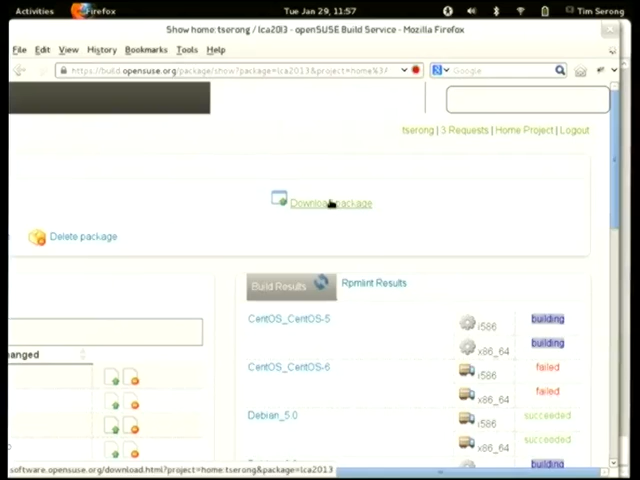 Activities Firefox Tue Jan 29, 11:57 Tim Serong
Show home:tserong / lca2013 - openSUSE Build Service - Mozilla Firefox
File Edit View History Bookmarks Tools Help
https://build.opensuse.org/package/show?package=lca2013&project=home%3/ Google
tserong | 3 Requests | Home Project | Logout
Download package
Delete package
Build Results Rpmlint Results
CentOS_CentOS-5 i586 building
x86_64 building
hanged
CentOS_CentOS-6 i586 failed
x86_64 failed
Debian_5.0 i586 succeeded
x86_64 succeeded
building
software.opensuse.org/download.html?project=home:tserong&package=lca2013